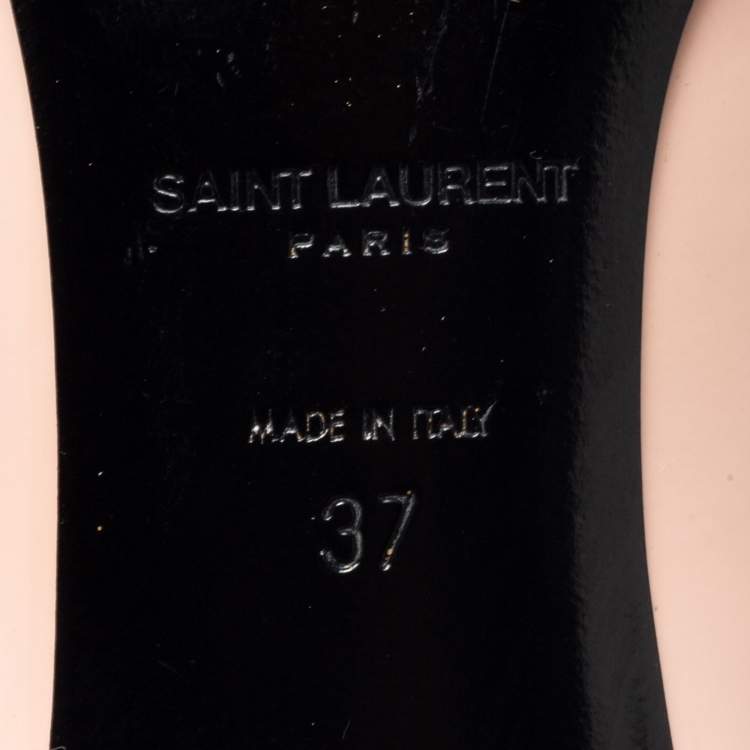 SAINT LAURENT
PARIS
MADE IN ITALY
37